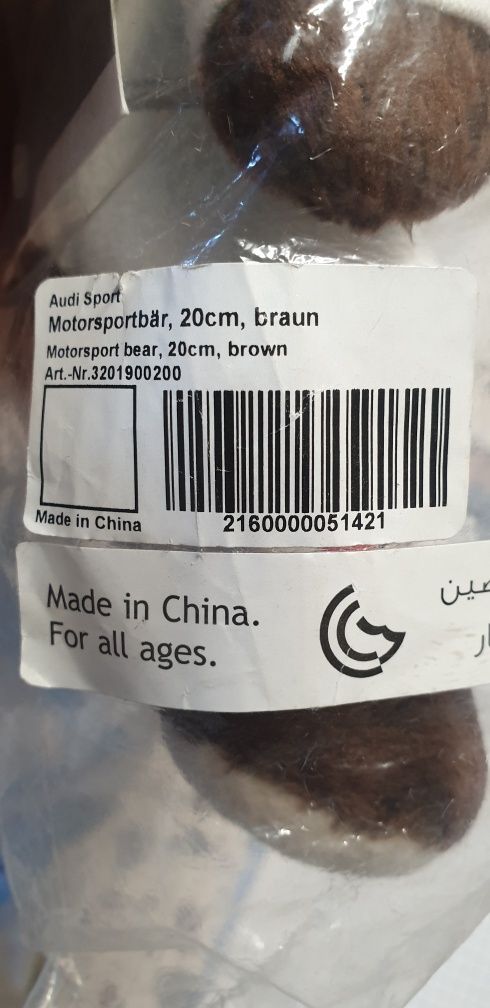 Audi Sport
Motorsportbär, 20cm, braun
Motorsport bear, 20cm, brown
Art.-Nr.3201900200
Made in China
2160000051421
Made in China.
For all ages.